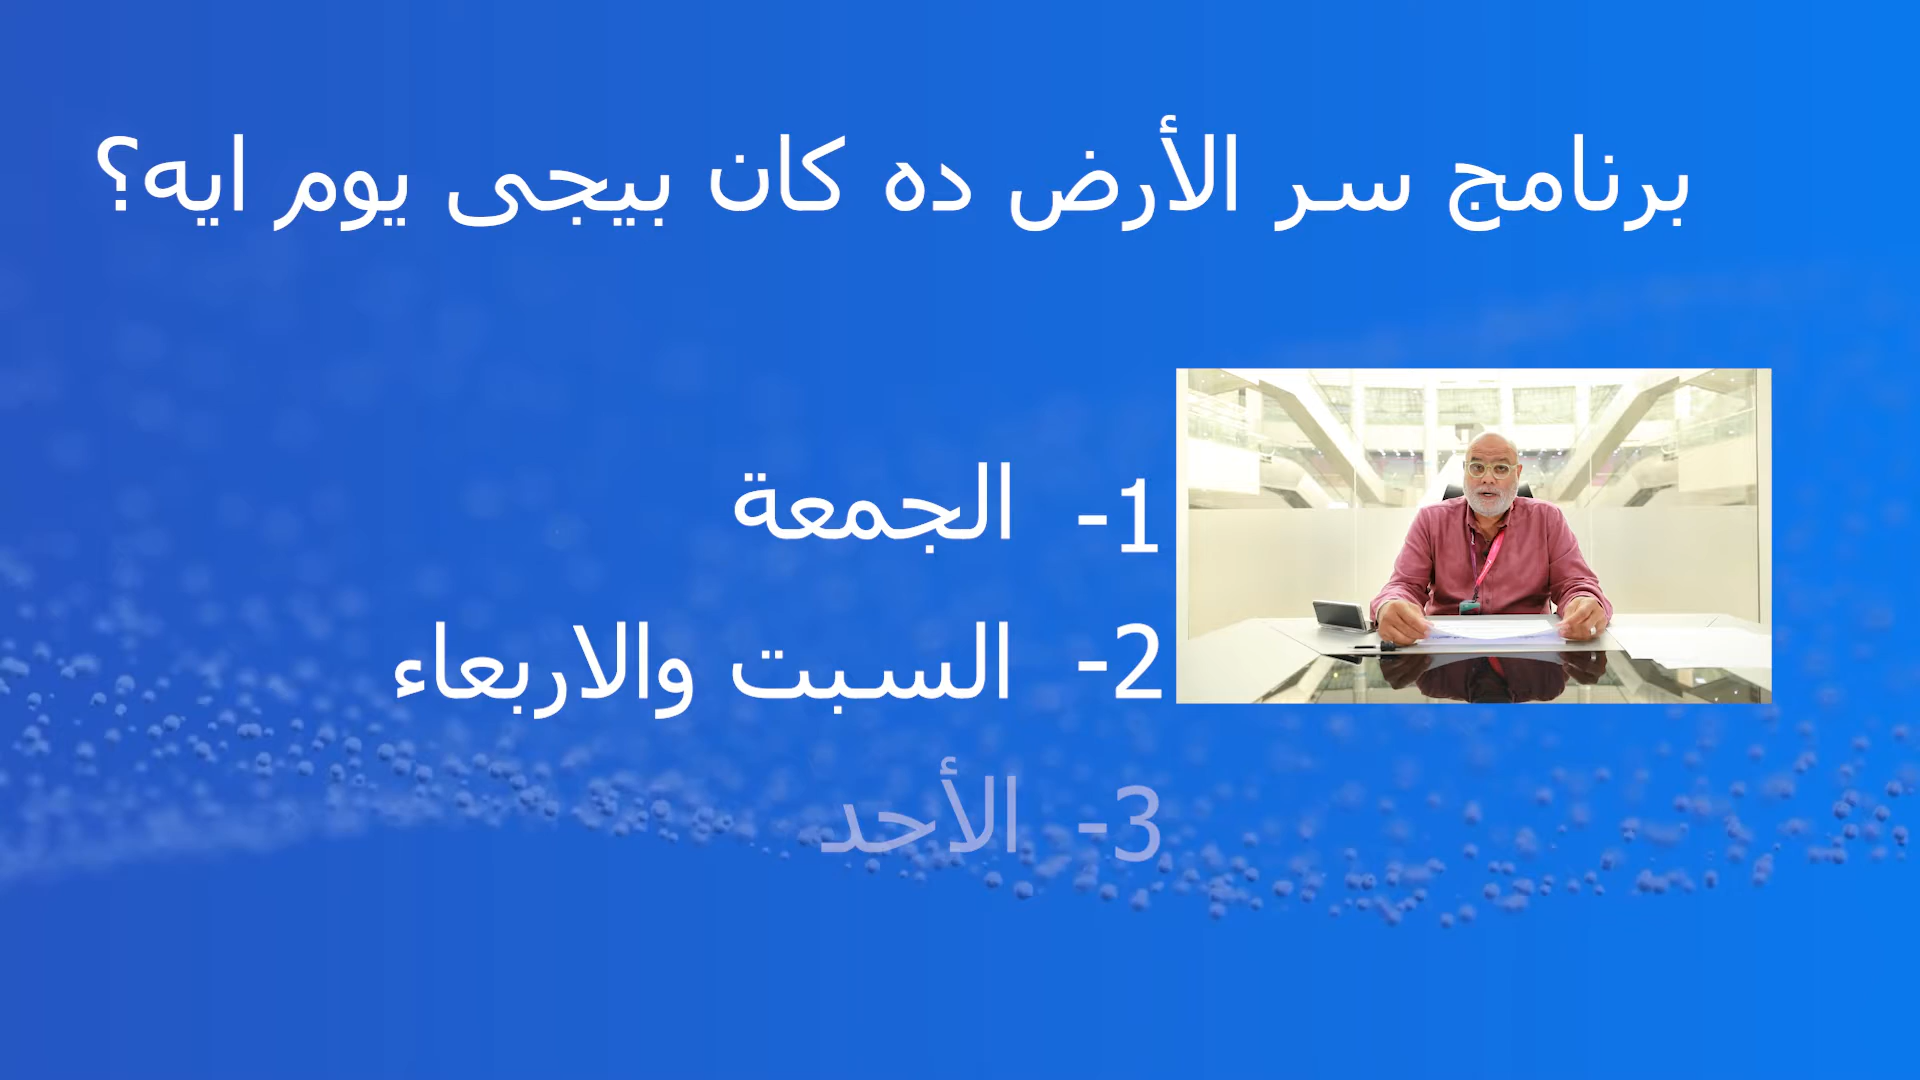 برنامج سر الأرض ده كان بيجى يوم ايه؟
1- الجمعة
2- السبت والاربعاء
3- الأحد